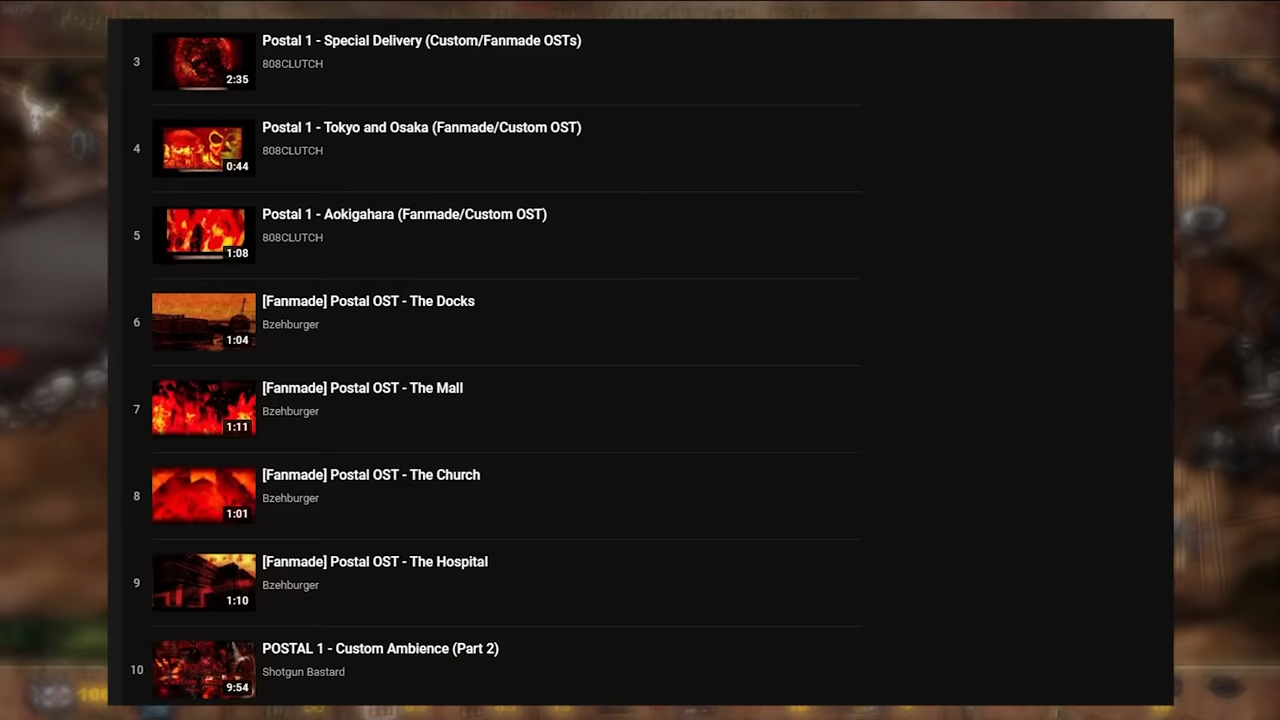 3
Postal 1 - Special Delivery (Custom/Fanmade OSTs)
808CLUTCH
2:35
4
Postal 1 - Tokyo and Osaka (Fanmade/Custom OST)
808CLUTCH
0:44
5
Postal 1 - Aokigahara (Fanmade/Custom OST)
808CLUTCH
1:08
6
[Fanmade] Postal OST - The Docks
Bzehburger
1:04
7
[Fanmade] Postal OST - The Mall
Bzehburger
1:11
8
[Fanmade] Postal OST - The Church
Bzehburger
1:01
9
[Fanmade] Postal OST - The Hospital
Bzehburger
1:10
10
POSTAL 1 - Custom Ambience (Part 2)
Shotgun Bastard
9:54